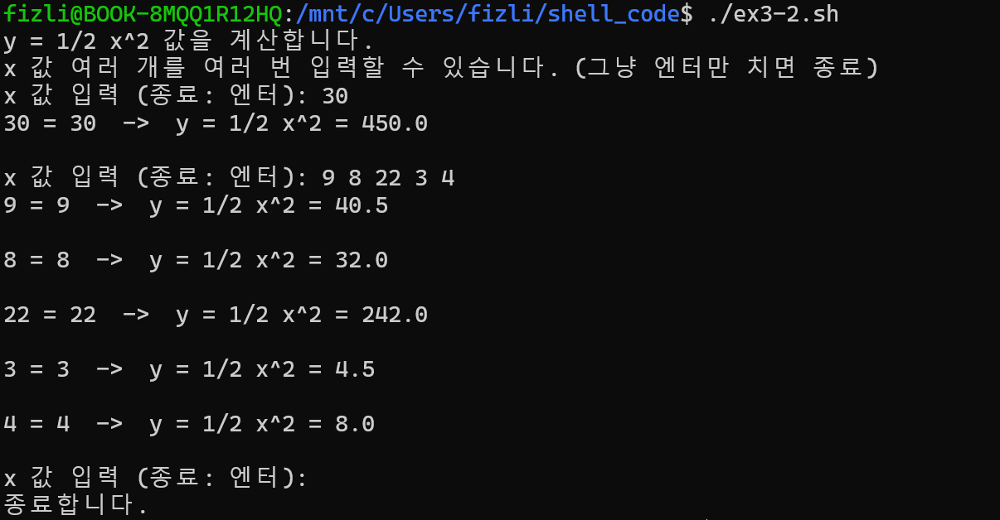 fizli@BOOK-8MQQ1R12HQ:/mnt/c/Users/fizli/shell_code$ ./ex3-2.sh
y = 1/2 x^2 값을 계산합니다.
x 값 여러 개를 여러 번 입력할 수 있습니다. (그냥 엔터만 치면 종료)
x 값 입력 (종료: 엔터): 30
30 = 30  ->  y = 1/2 x^2 = 450.0
x 값 입력 (종료: 엔터): 9 8 22 3 4
9 = 9  ->  y = 1/2 x^2 = 40.5
8 = 8  ->  y = 1/2 x^2 = 32.0
22 = 22  ->  y = 1/2 x^2 = 242.0
3 = 3  ->  y = 1/2 x^2 = 4.5
4 = 4  ->  y = 1/2 x^2 = 8.0
x 값 입력 (종료: 엔터):
종료합니다.